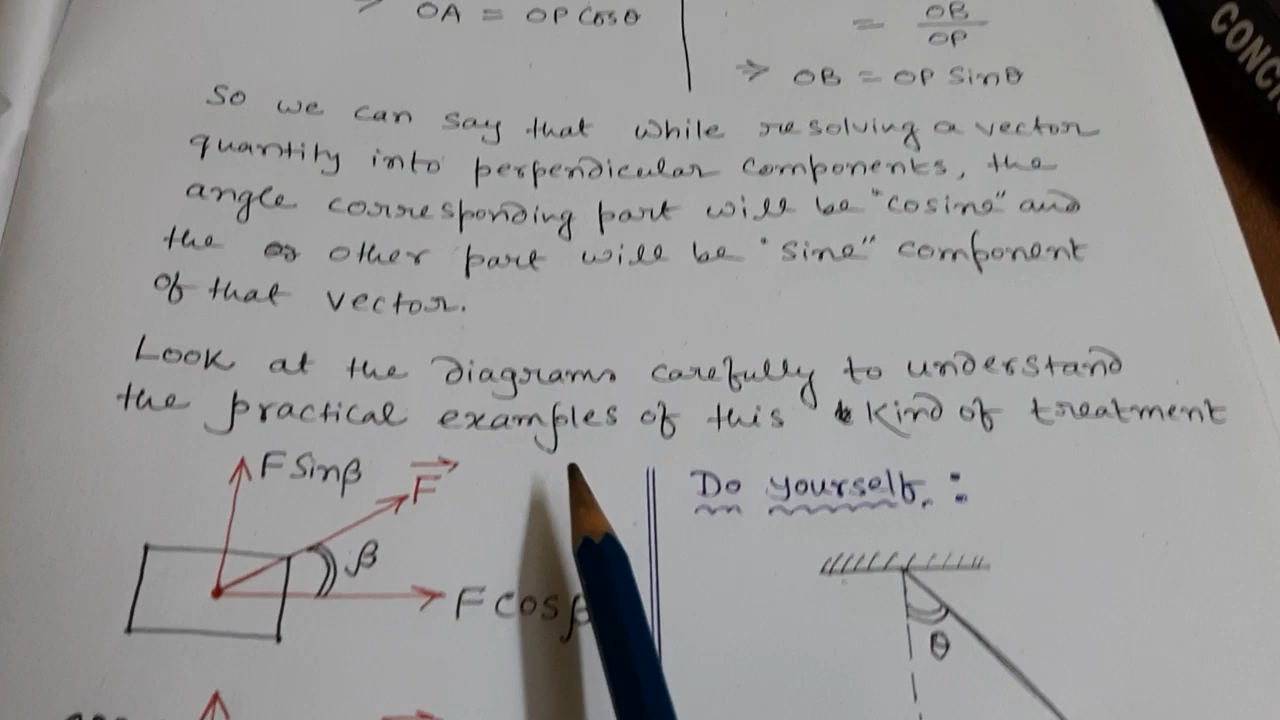 ⇒ OA = OP Cosθ
= OB
OP
⇒ OB = OP Sinθ
So we can say that while resolving a vector
quantity into perpendicular components, the
angle corresponding part will be "cosine" and
the other part will be "sine" component
of that vector.
Look at the diagrams carefully to understand
the practical examples of this kind of treatment
F Sinβ
F
β
F cosβ
Do yourself :
θ
CONC